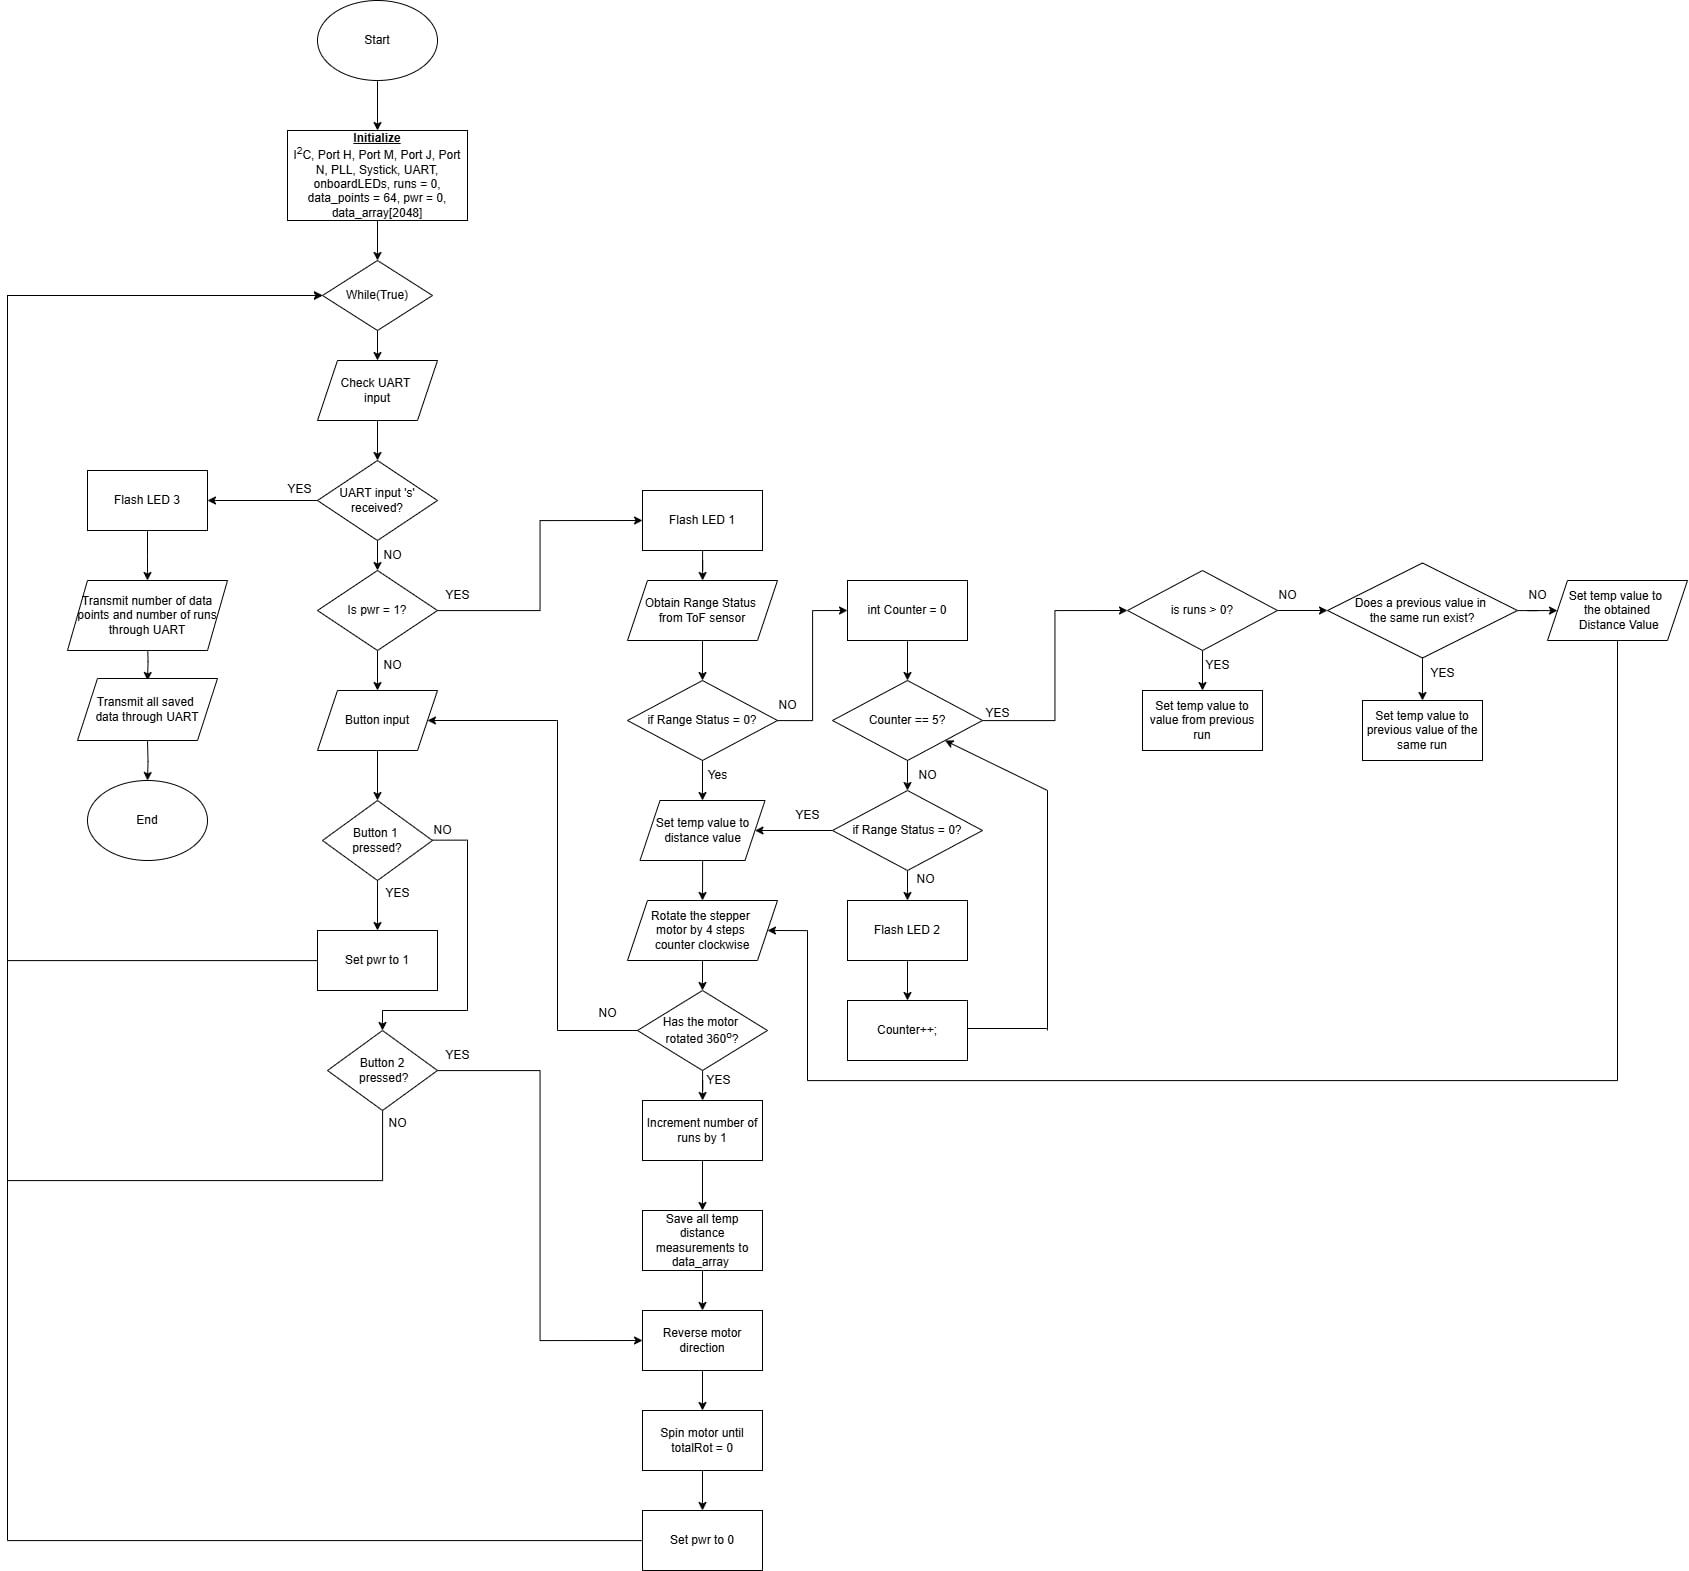 Start
Initialize
I²C, Port H, Port M, Port J, Port
N, PLL, Systick, UART,
onboardLEDs, runs = 0,
data_points = 64, pwr = 0,
data_array[2048]
While(True)
Check UART
input
UART input 's'
received?
YES
NO
Flash LED 3
Transmit number of data
points and number of runs
through UART
Transmit all saved
data through UART
End
Is pwr = 1?
YES
NO
Button input
Button 1
pressed?
NO
YES
Set pwr to 1
Button 2
pressed?
YES
NO
Flash LED 1
Obtain Range Status
from ToF sensor
if Range Status = 0?
NO
Yes
Set temp value to
distance value
Rotate the stepper
motor by 4 steps
counter clockwise
Has the motor
rotated 360º?
NO
YES
Increment number of
runs by 1
Save all temp
distance
measurements to
data_array
Reverse motor
direction
Spin motor until
totalRot = 0
Set pwr to 0
int Counter = 0
Counter == 5?
YES
NO
if Range Status = 0?
YES
NO
Flash LED 2
Counter++;
is runs > 0?
NO
YES
Set temp value to
value from previous
run
Does a previous value in
the same run exist?
NO
YES
Set temp value to
previous value of the
same run
Set temp value to
the obtained
Distance Value